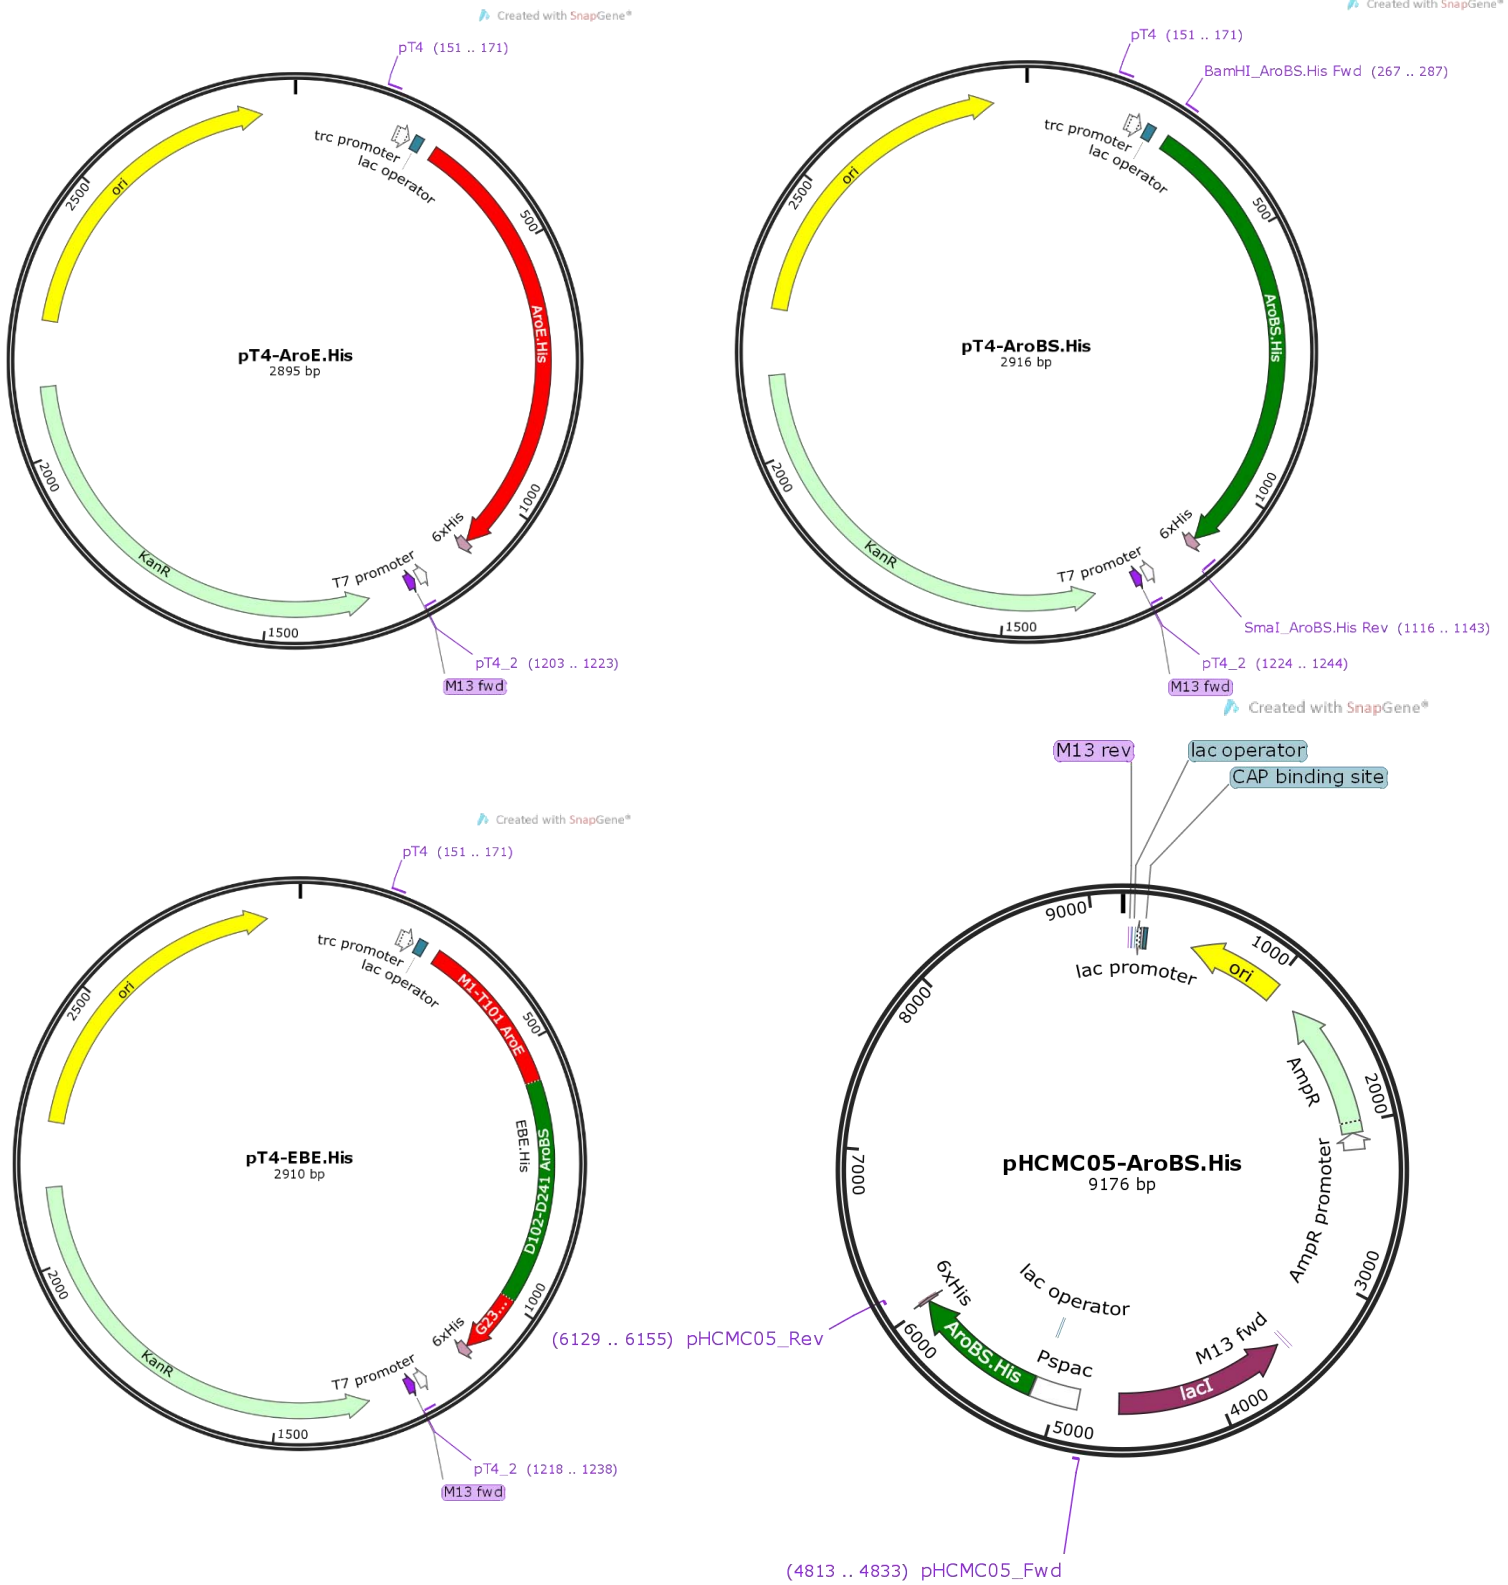 Created with SnapGene®
pT4 (151 .. 171)
trc promoter
lac operator
ori
2500
500
AroE.His
pT4-AroE.His
2895 bp
2000
1000
6xHis
T7 promoter
KanR
1500
pT4_2 (1203 .. 1223)
M13 fwd
Created with SnapGene®
pT4 (151 .. 171)
BamHI_AroBS.His Fwd (267 .. 287)
trc promoter
lac operator
ori
2500
500
AroBS.His
pT4-AroBS.His
2916 bp
2000
1000
6xHis
T7 promoter
KanR
1500
SmaI_AroBS.His Rev (1116 .. 1143)
pT4_2 (1224 .. 1244)
M13 fwd
Created with SnapGene®
pT4 (151 .. 171)
trc promoter
lac operator
ori
2500
500
M1-T101 AroE
EBE.His
D102-D241 AroBS
pT4-EBE.His
2910 bp
2000
1000
G23...
6xHis
T7 promoter
KanR
1500
pT4_2 (1218 .. 1238)
M13 fwd
Created with SnapGene®
M13 rev
lac operator
CAP binding site
9000
1000
lac promoter
ori
8000
AmpR
2000
AmpR promoter
7000
pHCMC05-AroBS.His
9176 bp
3000
6xHis
lac operator
M13 fwd
(6129 .. 6155) pHCMC05_Rev
6000
AroBS.His
Pspac
lacI
4000
5000
(4813 .. 4833) pHCMC05_Fwd